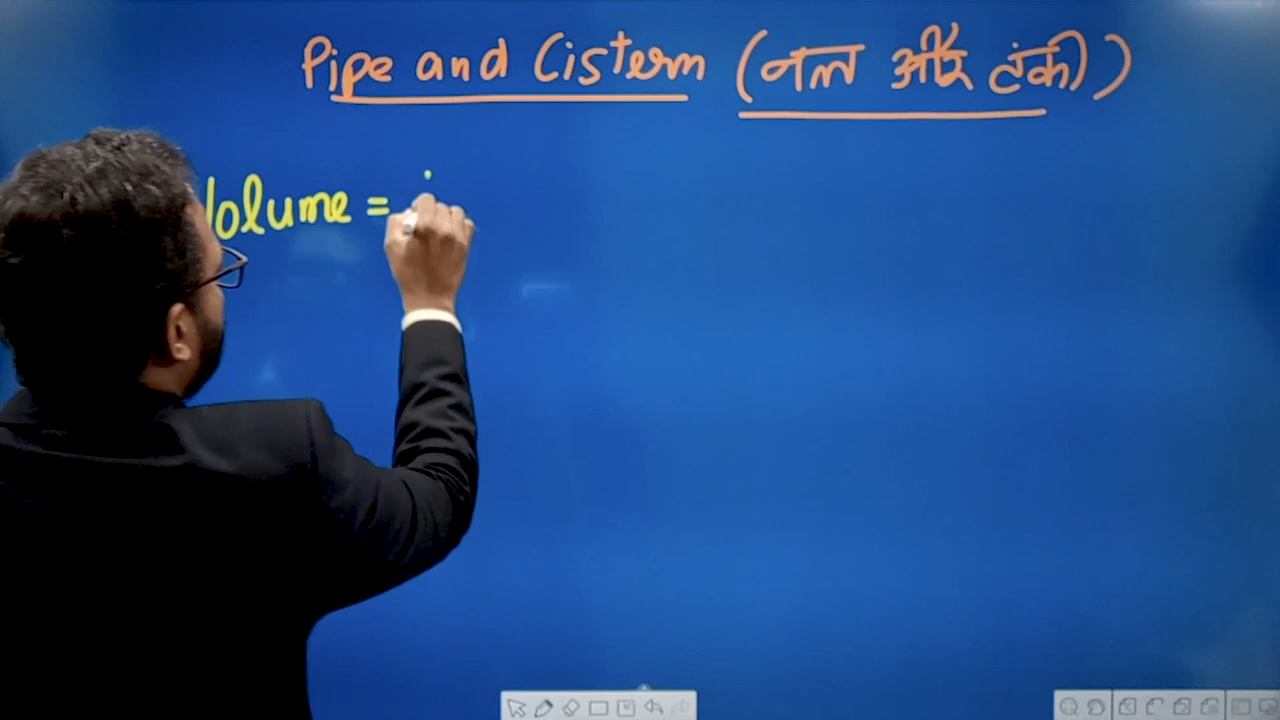 Pipe and Cistern (नल और टंकी)
Volume =